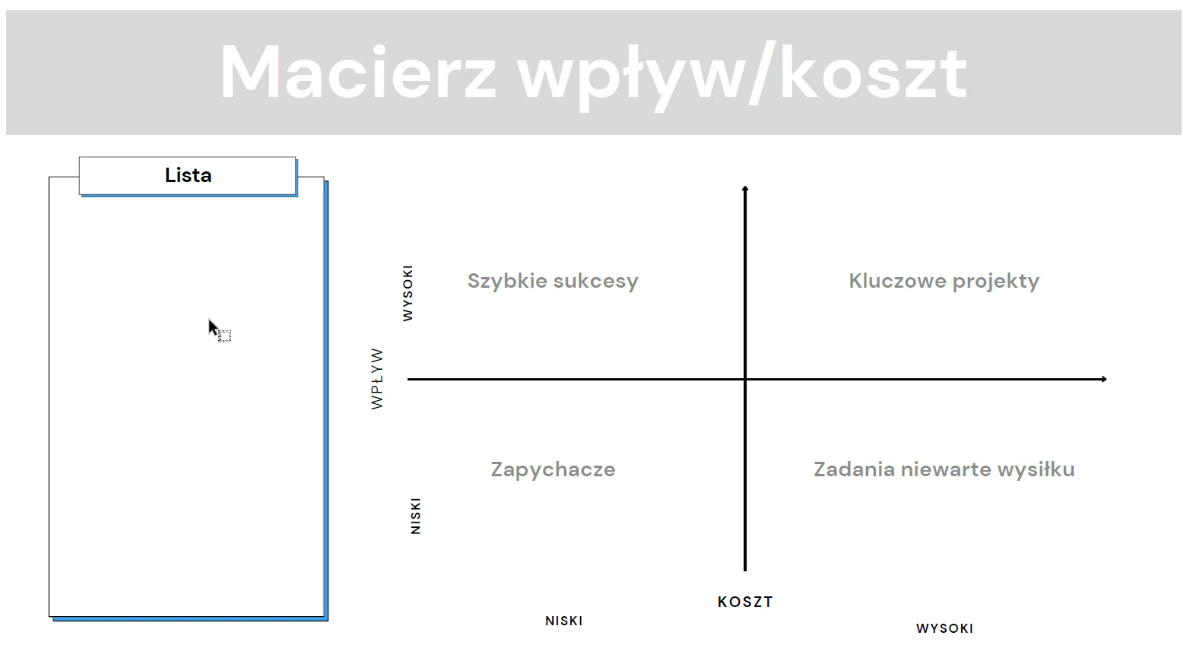 Macierz wpływ/koszt
Lista
WYSOKI
Szybkie sukcesy
Kluczowe projekty
WPŁYW
Zapychacze
Zadania niewarte wysiłku
NISKI
KOSZT
NISKI
WYSOKI